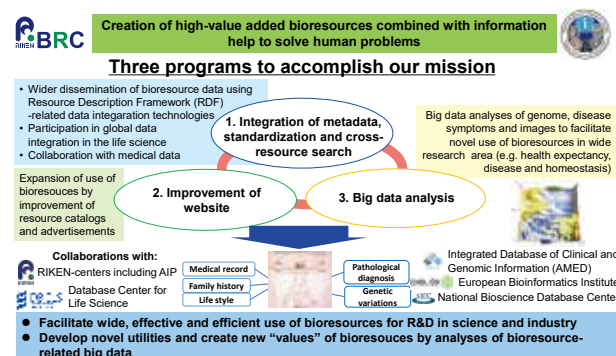 RIKEN BRC
Creation of high-value added bioresources combined with information
help to solve human problems
Three programs to accomplish our mission
• Wider dissemination of bioresource data using
Resource Description Framework (RDF)
-related data integaration technologies
• Participation in global data
integration in the life science
• Collaboration with medical data
1. Integration of metadata,
standardization and cross-
resource search
Big data analyses of genome, disease
symptoms and images to facilitate
novel use of bioresources in wide
research area (e.g. health expectancy,
disease and homeostasis)
Expansion of use of
bioresouces by
improvement of
resource catalogs
and advertisements
2. Improvement of
website
3. Big data analysis
Collaborations with:
RIKEN-centers including AIP
Database Center for
Life Science
Medical record
Family history
Life style
Pathological
diagnosis
Genetic
variations
Integrated Database of Clinical and
Genomic Information (AMED)
European Bioinformatics Institute
National Bioscience Database Cente
● Facilitate wide, effective and efficient use of bioresources for R&D in science and industry
● Develop novel utilities and create new “values” of bioresouces by analyses of bioresource-
related big data